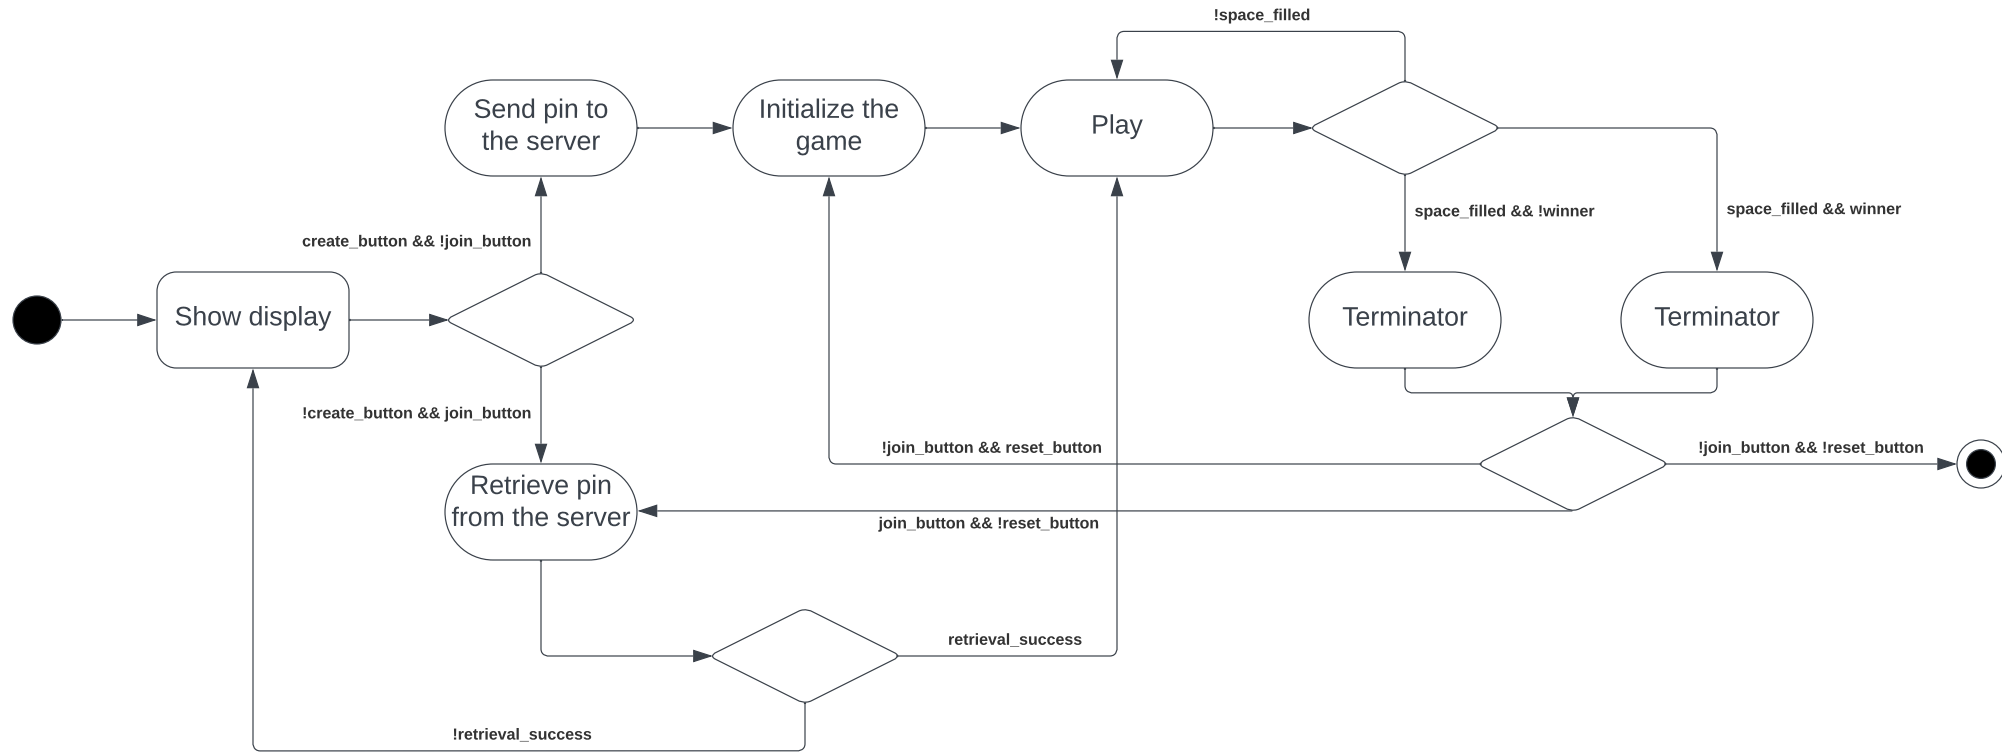 !space_filled
Send pin to
the server
Initialize the
game
Play
space_filled && !winner
space_filled && winner
create_button && !join_button
Show display
Terminator
Terminator
!create_button && join_button
!join_button && reset_button
!join_button && !reset_button
Retrieve pin
from the server
join_button && !reset_button
retrieval_success
!retrieval_success